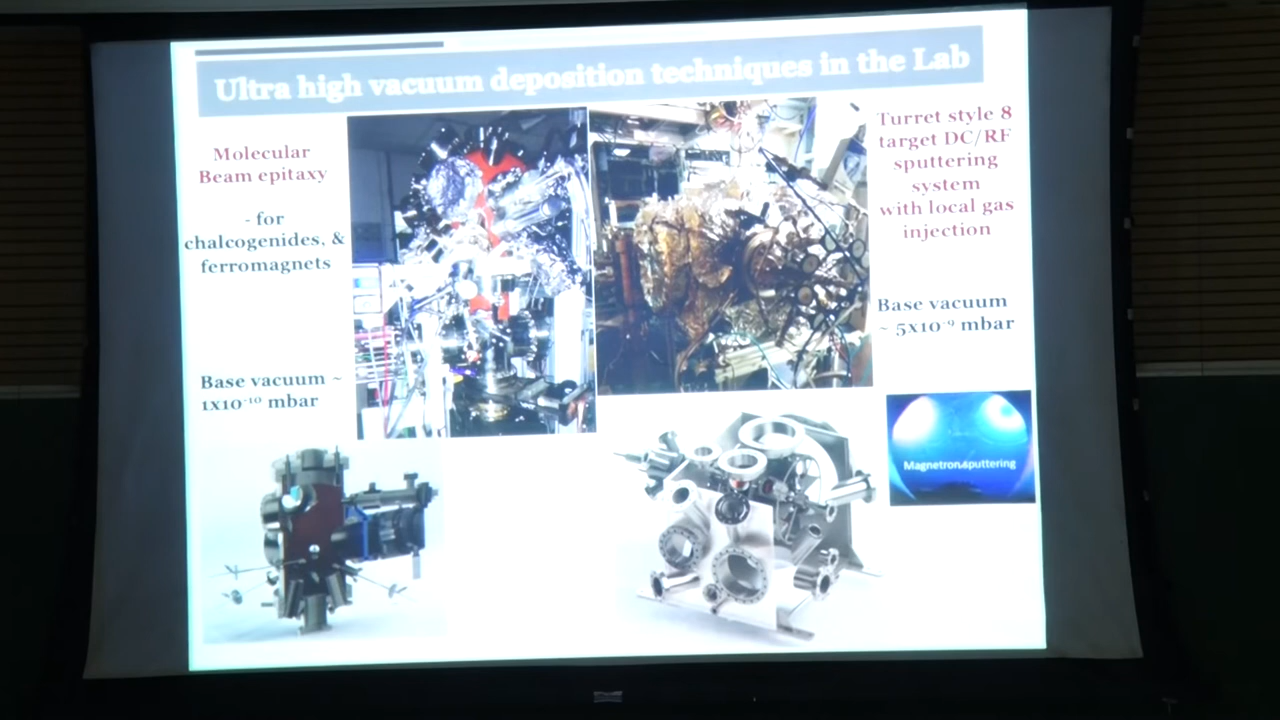 Ultra high vacuum deposition techniques in the Lab
Molecular
Beam epitaxy
- for
chalcogenides, &
ferromagnets
Base vacuum ~
1x10⁻¹⁰ mbar
Turret style 8
target DC/RF
sputtering
system
with local gas
injection
Base vacuum
~ 5x10⁻⁹ mbar
Magnetron sputtering